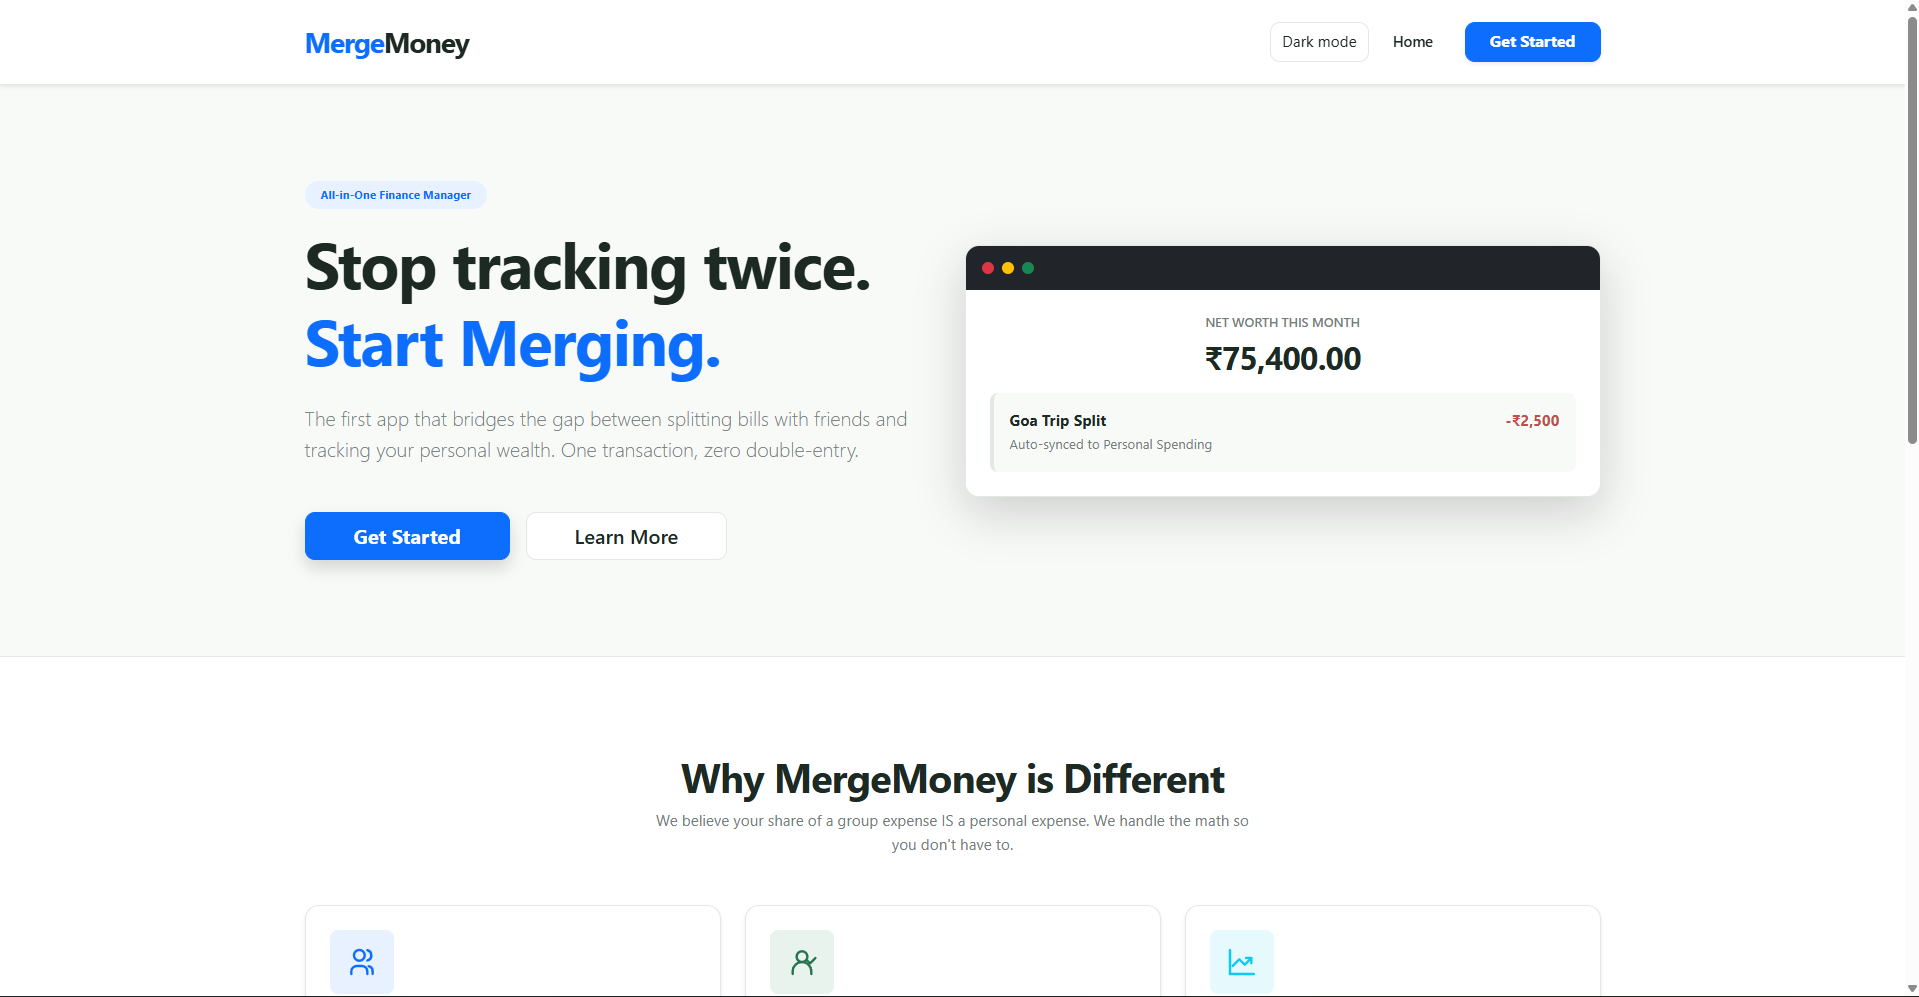 MergeMoney
Dark mode
Home
Get Started
All-in-One Finance Manager
Stop tracking twice.
Start Merging.
The first app that bridges the gap between splitting bills with friends and
tracking your personal wealth. One transaction, zero double-entry.
Get Started
Learn More
NET WORTH THIS MONTH
₹75,400.00
Goa Trip Split
-₹2,500
Auto-synced to Personal Spending
Why MergeMoney is Different
We believe your share of a group expense IS a personal expense. We handle the math so
you don't have to.